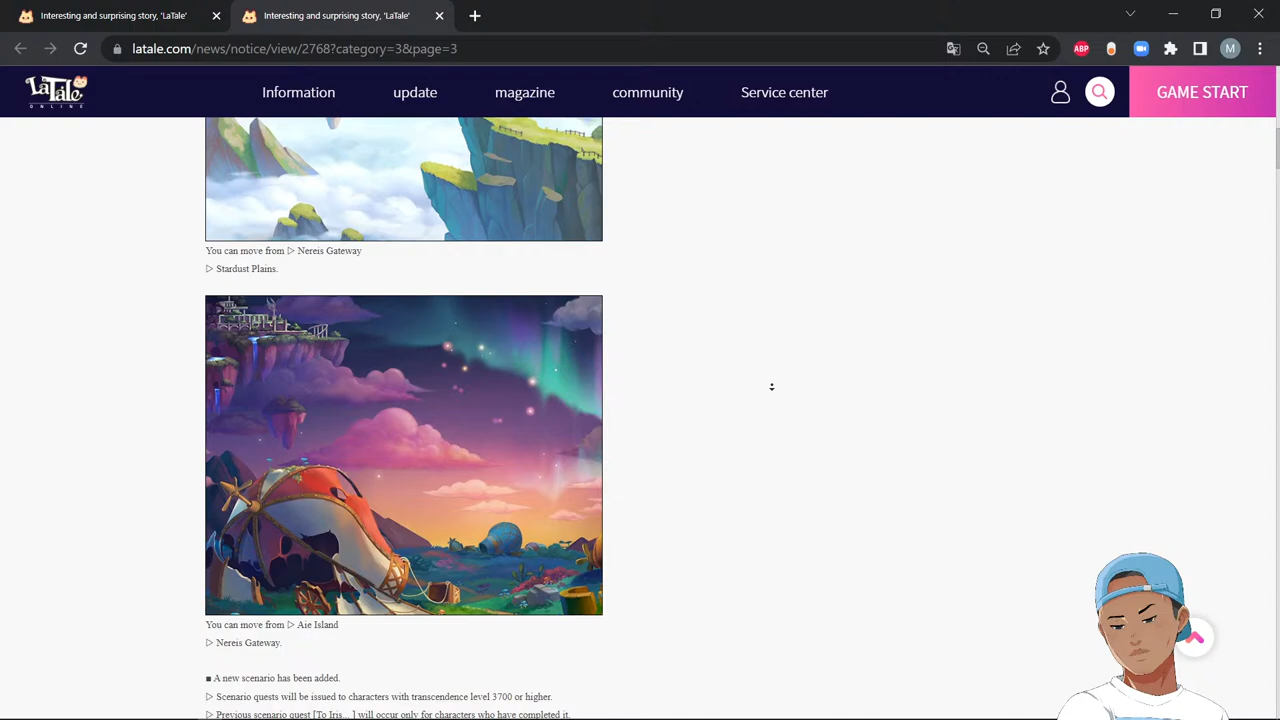 Interesting and surprising story, 'LaTale'
Interesting and surprising story, 'LaTale'
latale.com/news/notice/view/2768?category=3&page=3
ABP
M
LaTale
ONLINE
Information
update
magazine
community
Service center
GAME START
You can move from ▷ Nereis Gateway
▷ Stardust Plains.
You can move from ▷ Aie Island
▷ Nereis Gateway.
■ A new scenario has been added.
▷ Scenario quests will be issued to characters with transcendence level 3700 or higher.
▷ Previous scenario quest [To Iris... ] will occur only for characters who have completed it.